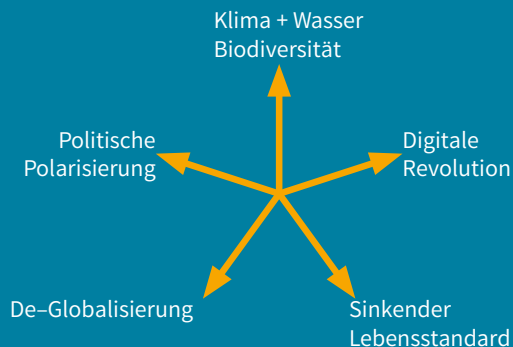 Klima + Wasser
Biodiversität
Politische
Polarisierung
Digitale
Revolution
De–Globalisierung
Sinkender
Lebensstandard